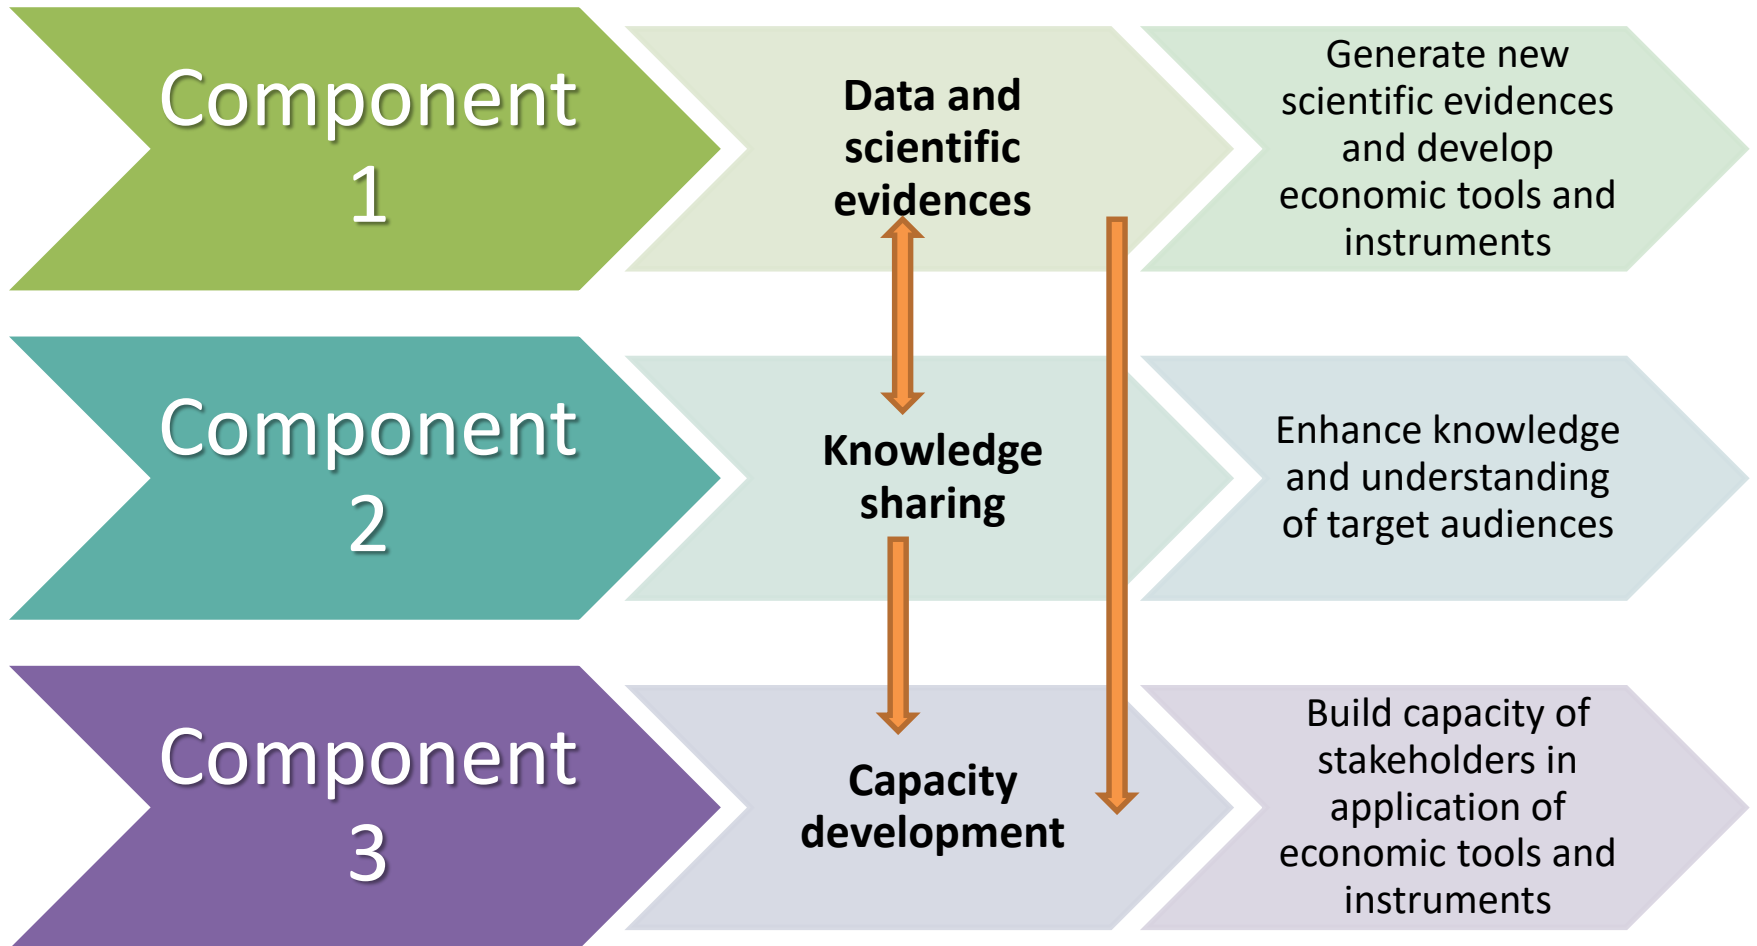 Component
1
Data and
scientific
evidences
Generate new
scientific evidences
and develop
economic tools and
instruments
Component
2
Knowledge
sharing
Enhance knowledge
and understanding
of target audiences
Component
3
Capacity
development
Build capacity of
stakeholders in
application of
economic tools and
instruments